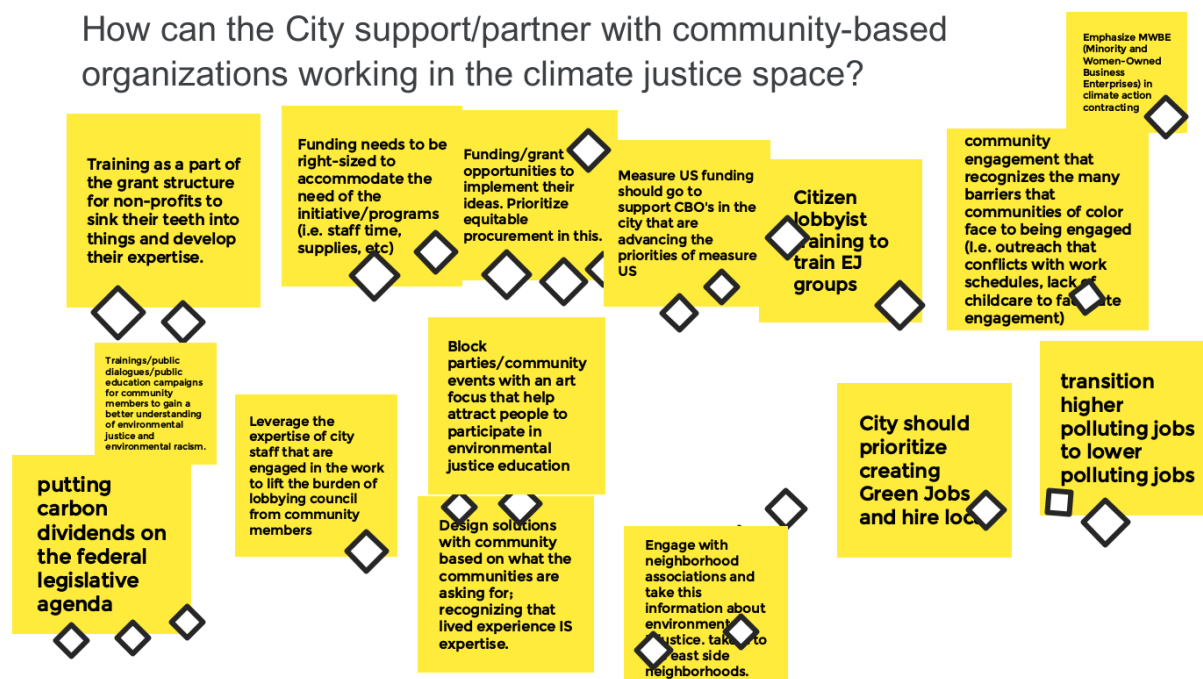 How can the City support/partner with community-based
organizations working in the climate justice space?
Emphasize MWBE
(Minority and
Women-Owned
Business
Enterprises) in
climate action
contracting
Training as a part of
the grant structure
for non-profits to
sink their teeth into
things and develop
their expertise.
Funding needs to be
right-sized to
accommodate the
need of the
initiative/programs
(i.e. staff time,
supplies, etc)
Funding/grant
opportunities to
implement their
ideas. Prioritize
equitable
procurement in this.
Measure US funding
should go to
support CBO's in the
city that are
advancing the
priorities of measure
US
Citizen
lobbyist
training to
train EJ
groups
community
engagement that
recognizes the many
barriers that
communities of color
face to being engaged
(I.e. outreach that
conflicts with work
schedules, lack of
childcare to facilitate
engagement)
Trainings/public
dialogues/public
education campaigns
for community
members to gain a
better understanding
of environmental
justice and
environmental racism.
Leverage the
expertise of city
staff that are
engaged in the work
to lift the burden of
lobbying council
from community
members
Block
parties/community
events with an art
focus that help
attract people to
participate in
environmental
justice education
City should
prioritize
creating
Green Jobs
and hire local
transition
higher
polluting jobs
to lower
polluting jobs
putting
carbon
dividends on
the federal
legislative
agenda
Design solutions
with community
based on what the
communities are
asking for;
recognizing that
lived experience IS
expertise.
Engage with
neighborhood
associations and
take this
information about
environmental
justice. to
east side
neighborhoods.